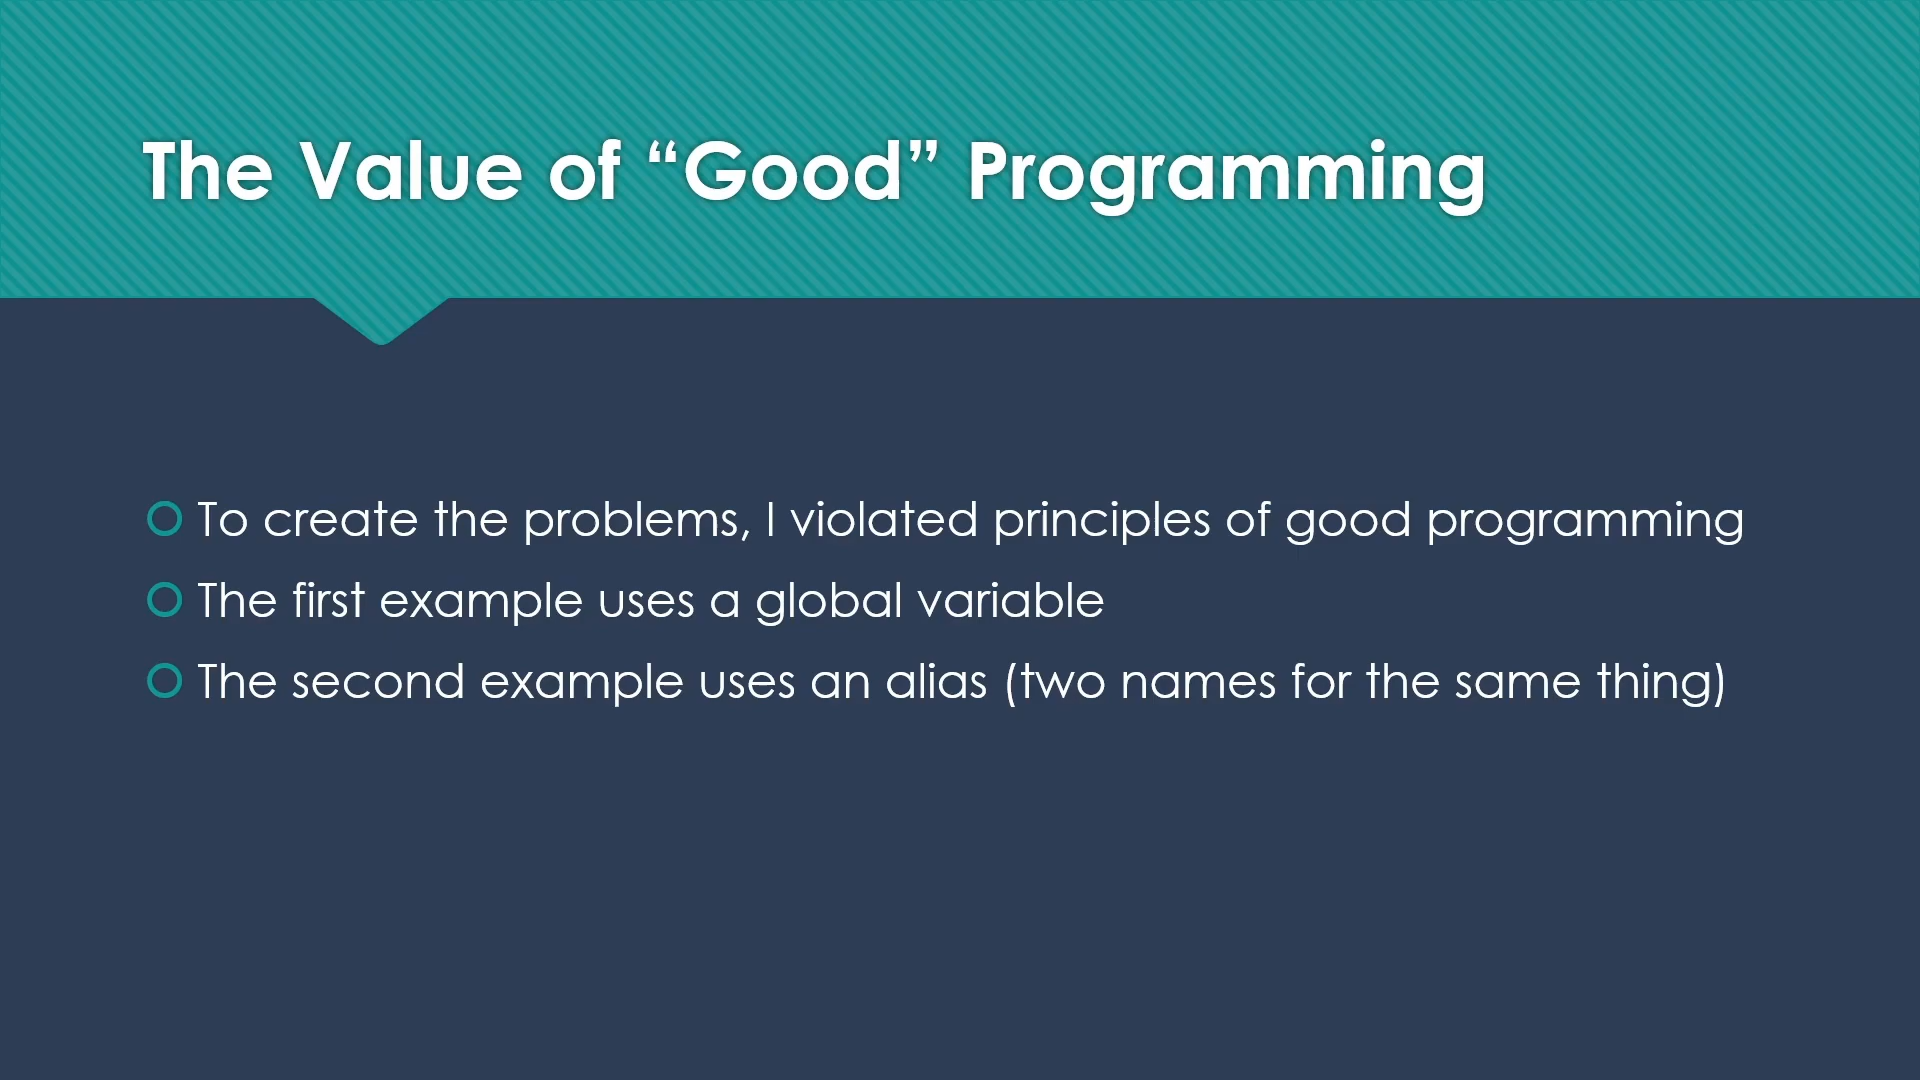 The Value of “Good” Programming
To create the problems, I violated principles of good programming
The first example uses a global variable
The second example uses an alias (two names for the same thing)